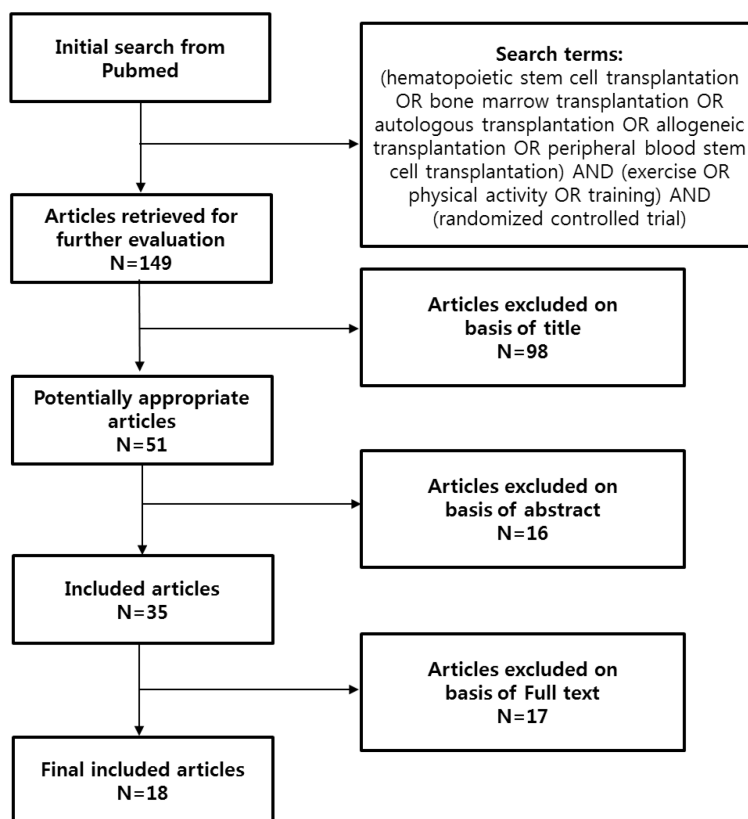 Initial search from
Pubmed
Search terms:
(hematopoietic stem cell transplantation
OR bone marrow transplantation OR
autologous transplantation OR allogeneic
transplantation OR peripheral blood stem
cell transplantation) AND (exercise OR
physical activity OR training) AND
(randomized controlled trial)
Articles retrieved for
further evaluation
N=149
Articles excluded on
basis of title
N=98
Potentially appropriate
articles
N=51
Articles excluded on
basis of abstract
N=16
Included articles
N=35
Articles excluded on
basis of Full text
N=17
Final included articles
N=18